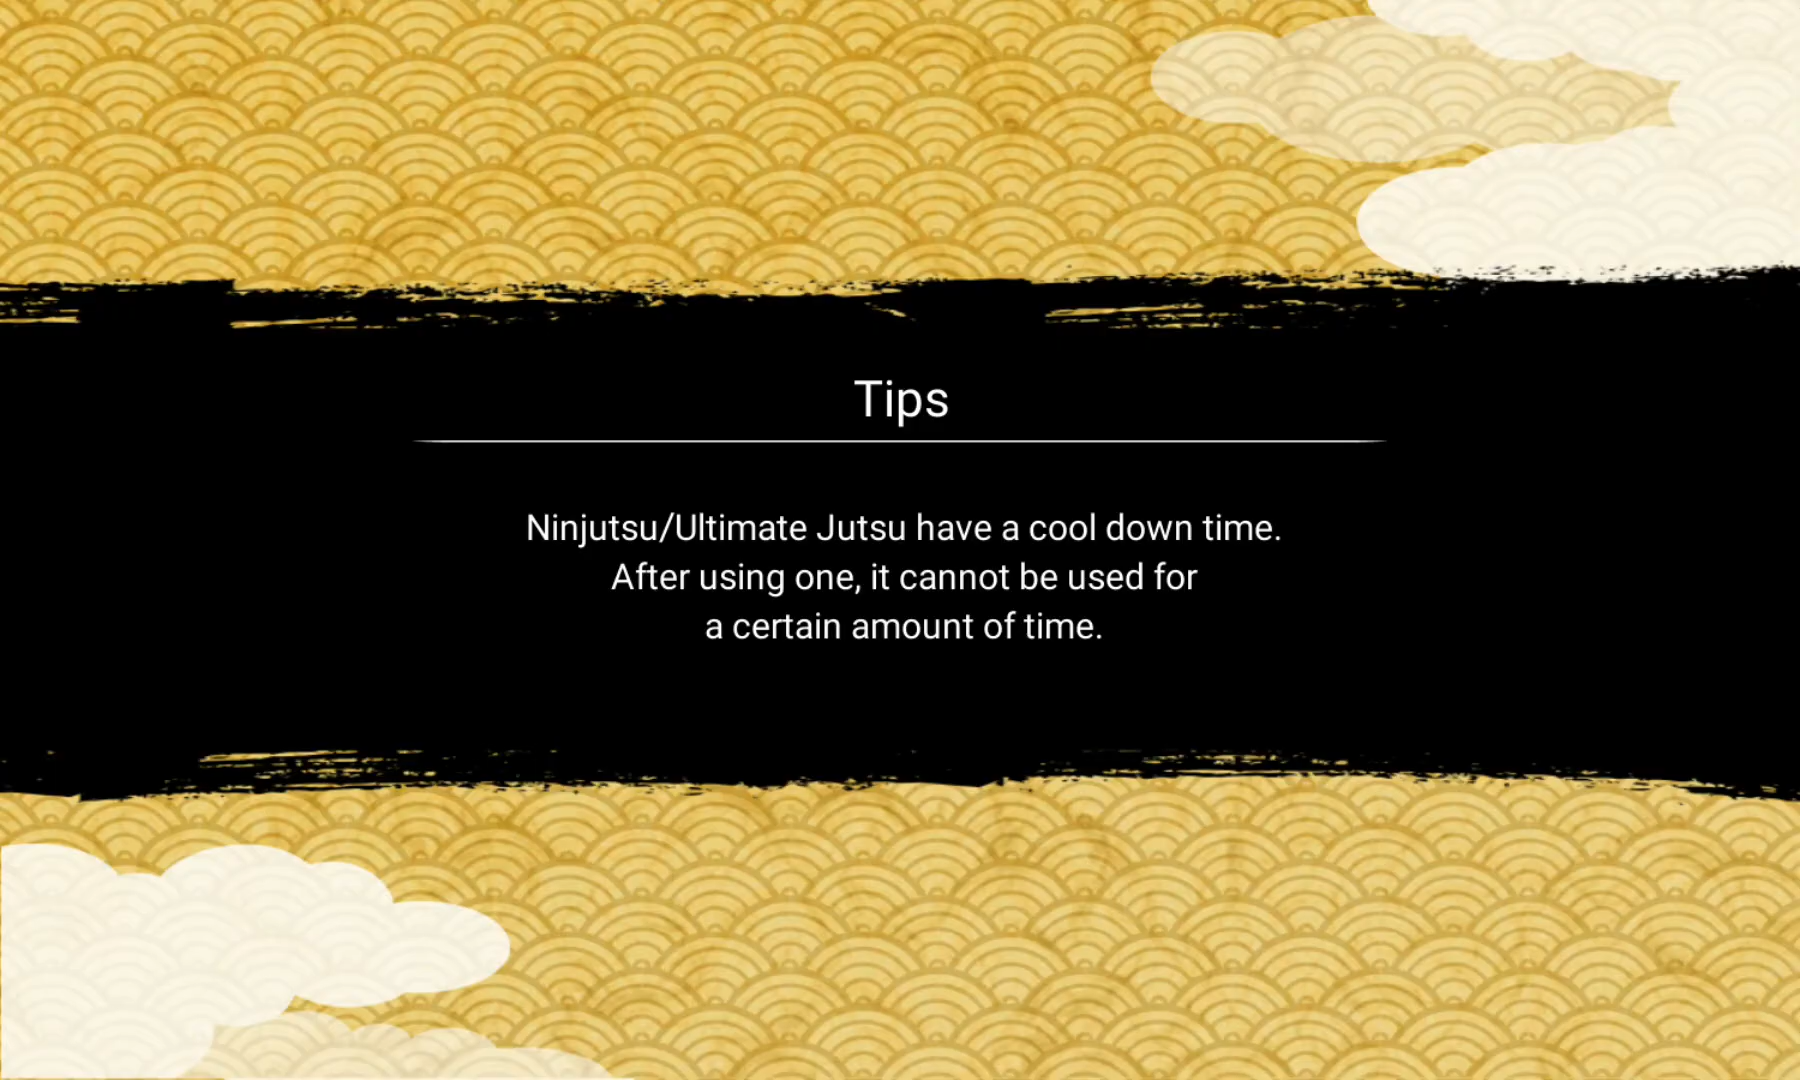 Tips
Ninjutsu/Ultimate Jutsu have a cool down time.
After using one, it cannot be used for
a certain amount of time.